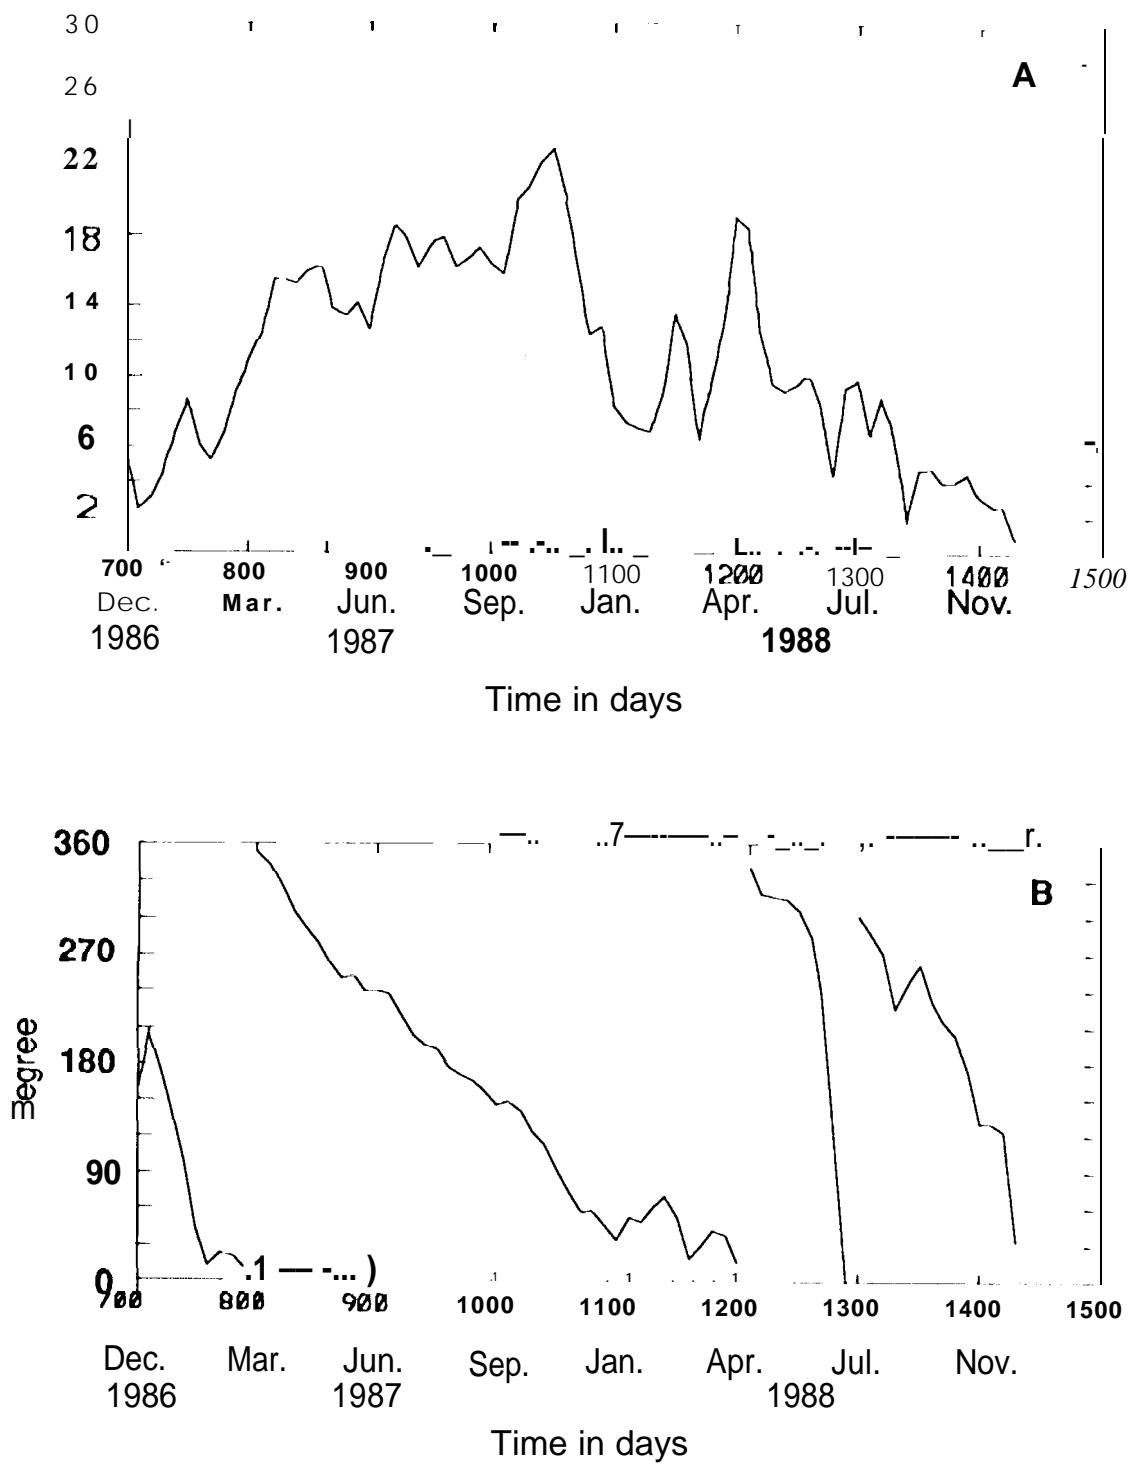 30
A
26
22
18
14
10
6
2
700 800 900 1000 1100 1200 1300 1400 1500
Dec. Mar. Jun. Sep. Jan. Apr. Jul. Nov.
1986 1987 1988
Time in days
360
B
270
180
Degree
90
0
700 800 900 1000 1100 1200 1300 1400 1500
Dec. Mar. Jun. Sep. Jan. Apr. Jul. Nov.
1986 1987 1988
Time in days